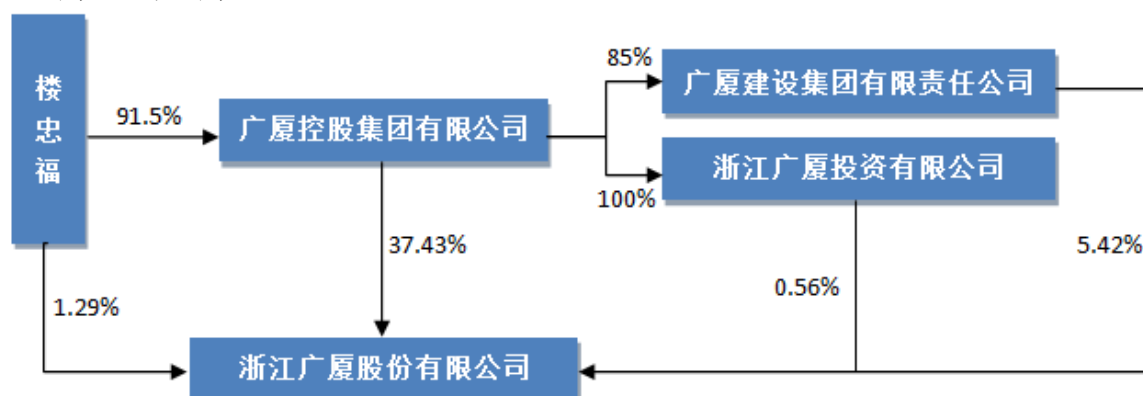 楼忠福
91.5%
广厦控股集团有限公司
85%
广厦建设集团有限责任公司
100%
浙江广厦投资有限公司
37.43%
5.42%
0.56%
1.29%
浙江广厦股份有限公司